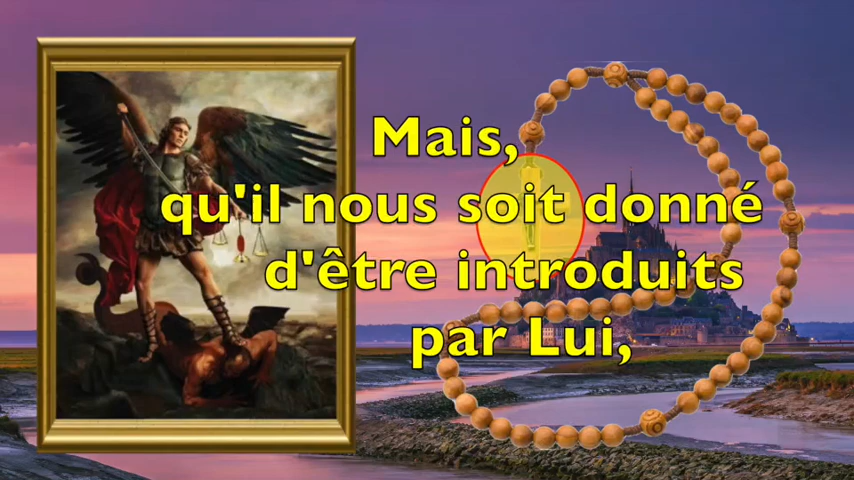 Mais,
qu'il nous soit donné
d'être introduits
par Lui,